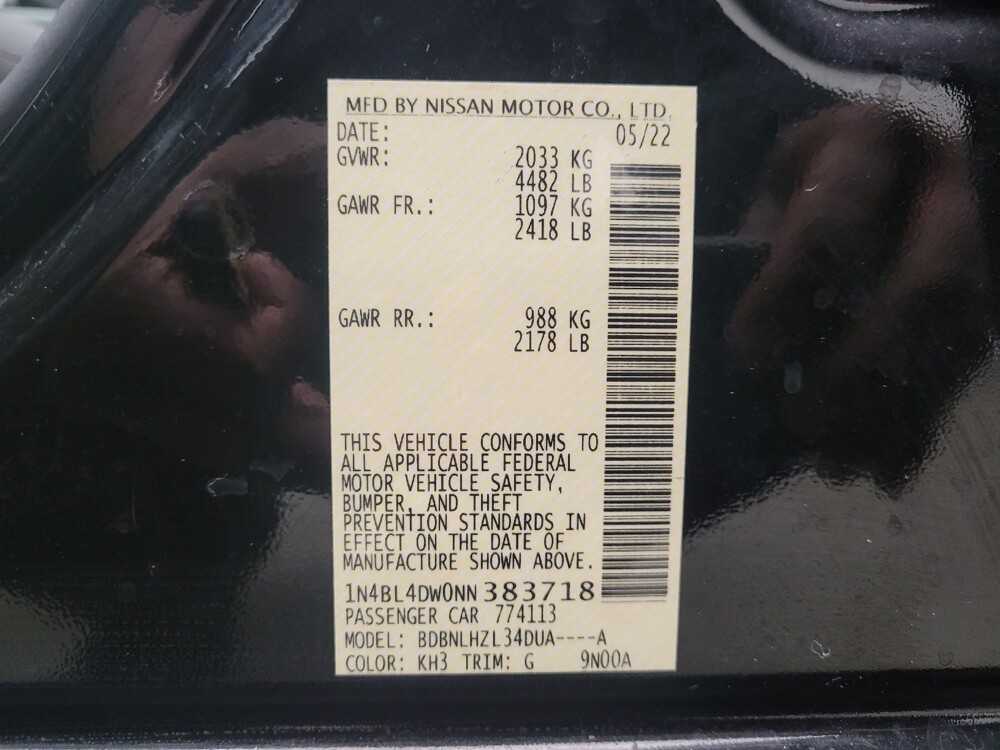 MFD BY NISSAN MOTOR CO., LTD.
DATE: 05/22
GVWR: 2033 KG
4482 LB
GAWR FR.: 1097 KG
2418 LB
GAWR RR.: 988 KG
2178 LB
THIS VEHICLE CONFORMS TO
ALL APPLICABLE FEDERAL
MOTOR VEHICLE SAFETY,
BUMPER, AND THEFT
PREVENTION STANDARDS IN
EFFECT ON THE DATE OF
MANUFACTURE SHOWN ABOVE.
1N4BL4DW0NN383718
PASSENGER CAR 774113
MODEL: BDBNLHZL34DUA----A
COLOR: KH3 TRIM: G 9N00A